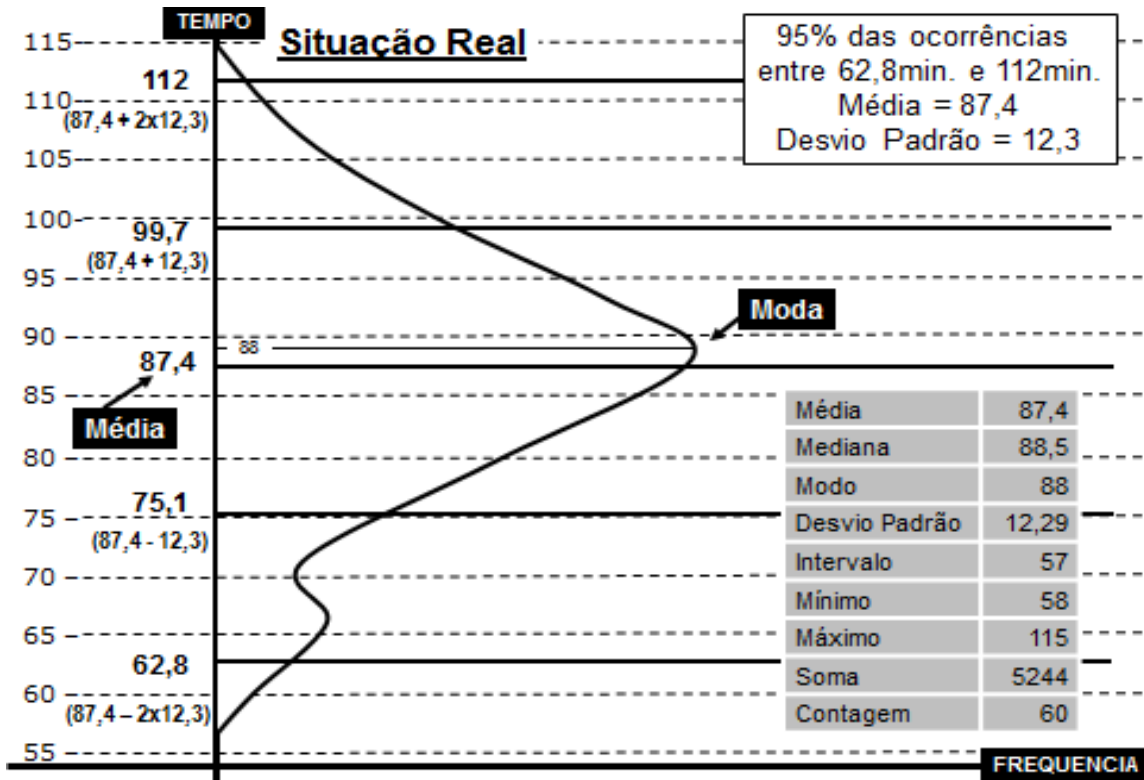 TEMPO
Situação Real
95% das ocorrências
entre 62,8min. e 112min.
Média = 87,4
Desvio Padrão = 12,3
115
112
110
(87,4 + 2x12,3)
105
100
99,7
(87,4 + 12,3)
95
Moda
90
88
87,4
85
Média
80
75,1
75
(87,4 - 12,3)
70
65
62,8
60
(87,4 – 2x12,3)
55
Média 87,4
Mediana 88,5
Modo 88
Desvio Padrão 12,29
Intervalo 57
Mínimo 58
Máximo 115
Soma 5244
Contagem 60
FREQUENCIA